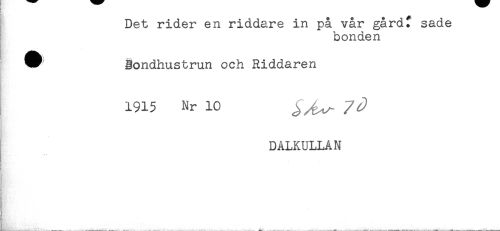 Det rider en riddare in på vår gård: sade
bonden
Bondhustrun och Riddaren
1915 Nr 10 Skv 70
DALKULLAN